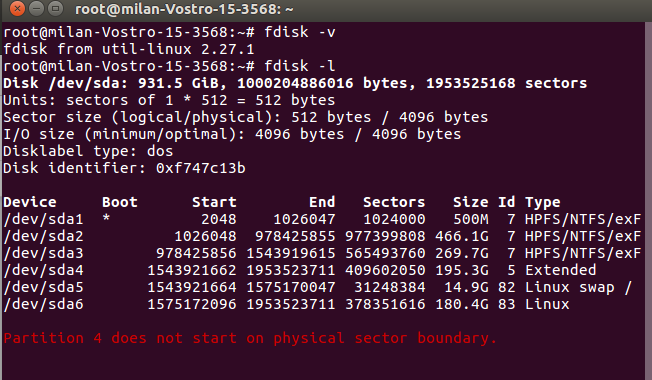 root@milan-Vostro-15-3568: ~
root@milan-Vostro-15-3568:~# fdisk -v
fdisk from util-linux 2.27.1
root@milan-Vostro-15-3568:~# fdisk -l
Disk /dev/sda: 931.5 GiB, 1000204886016 bytes, 1953525168 sectors
Units: sectors of 1 * 512 = 512 bytes
Sector size (logical/physical): 512 bytes / 4096 bytes
I/O size (minimum/optimal): 4096 bytes / 4096 bytes
Disklabel type: dos
Disk identifier: 0xf747c13b
Device     Boot      Start        End   Sectors   Size Id Type
/dev/sda1  *          2048    1026047   1024000   500M  7 HPFS/NTFS/exF
/dev/sda2          1026048  978425855 977399808 466.1G  7 HPFS/NTFS/exF
/dev/sda3        978425856 1543919615 565493760 269.7G  7 HPFS/NTFS/exF
/dev/sda4       1543921662 1953523711 409602050 195.3G  5 Extended
/dev/sda5       1543921664 1575170047  31248384  14.9G 82 Linux swap /
/dev/sda6       1575172096 1953523711 378351616 180.4G 83 Linux
Partition 4 does not start on physical sector boundary.